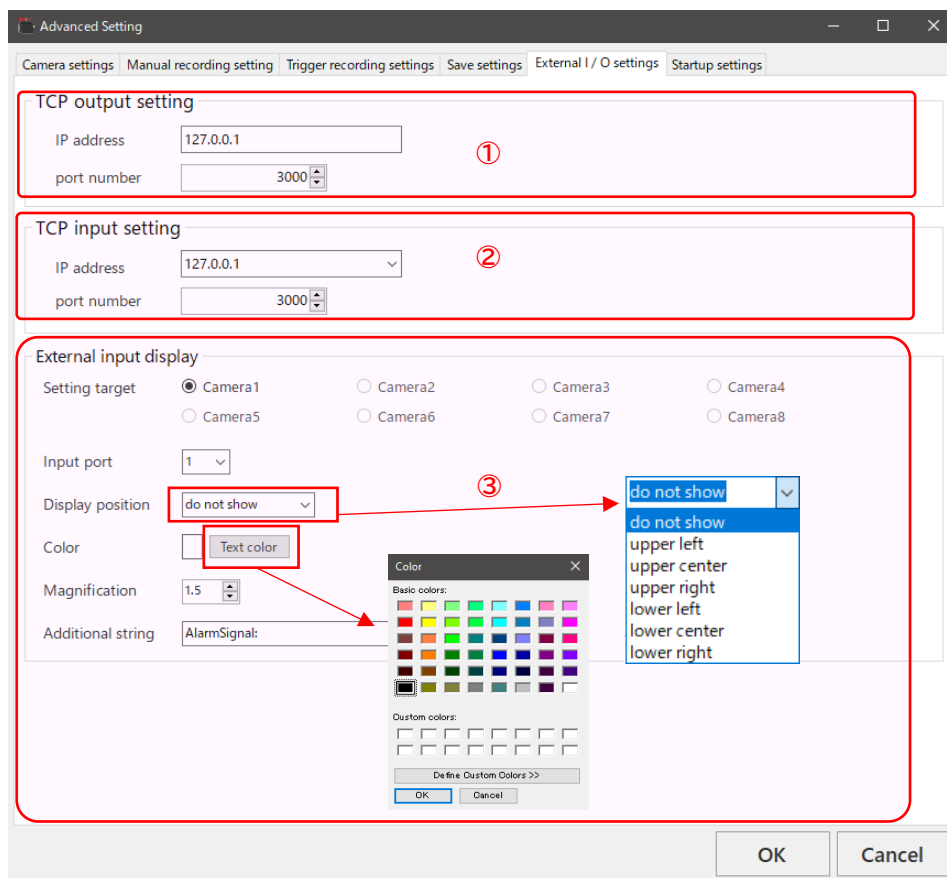 Advanced Setting
Camera settings Manual recording setting Trigger recording settings Save settings External I / O settings Startup settings
TCP output setting
IP address 127.0.0.1
①
port number 3000
TCP input setting
IP address 127.0.0.1
②
port number 3000
External input display
Setting target Camera1 Camera2 Camera3 Camera4
Camera5 Camera6 Camera7 Camera8
Input port 1
③
Display position do not show
do not show
do not show
upper left
upper center
upper right
lower left
lower center
lower right
Color Text color
Magnification 1.5
Additional string AlarmSignal:
Color
Basic colors:
Custom colors:
Define Custom Colors >>
OK Cancel
OK Cancel